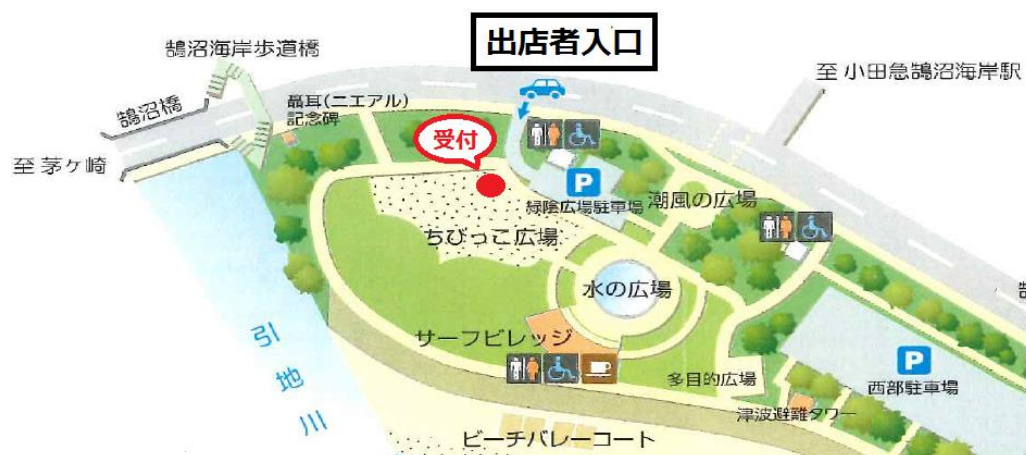 出店者入口
鵠沼海岸歩道橋
至 小田急鵠沼海岸駅
聶耳(ニエアル)
記念碑
鵠沼橋
受付
至 茅ヶ崎
P
緑陰広場駐車場
潮風の広場
ちびっこ広場
水の広場
サーフビレッジ
P
西部駐車場
多目的広場
津波避難タワー
引地川
ビーチバレーコート